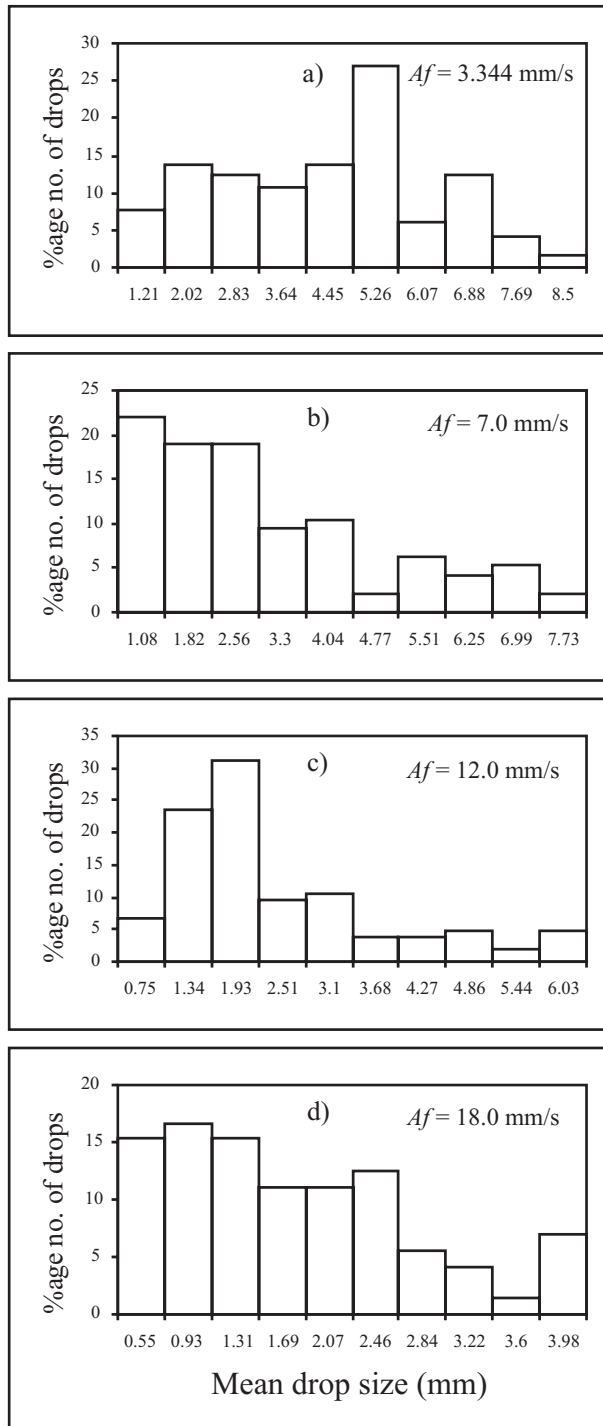 30
25
20
15
10
5
0
%age no. of drops
a)
Af = 3.344 mm/s
1.21 2.02 2.83 3.64 4.45 5.26 6.07 6.88 7.69 8.5
25
20
15
10
5
0
%age no. of drops
b)
Af = 7.0 mm/s
1.08 1.82 2.56 3.3 4.04 4.77 5.51 6.25 6.99 7.73
35
30
25
20
15
10
5
0
%age no. of drops
c)
Af = 12.0 mm/s
0.75 1.34 1.93 2.51 3.1 3.68 4.27 4.86 5.44 6.03
20
15
10
5
0
%age no. of drops
d)
Af = 18.0 mm/s
0.55 0.93 1.31 1.69 2.07 2.46 2.84 3.22 3.6 3.98
Mean drop size (mm)